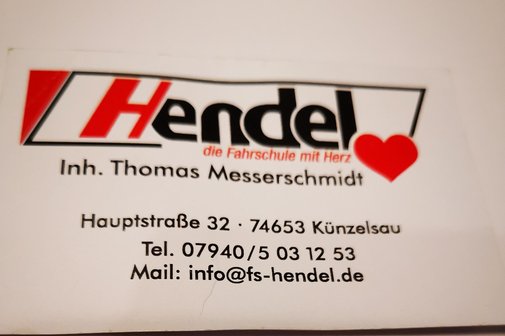 Hendel
die Fahrschule mit Herz
Inh. Thomas Messerschmidt
Hauptstraße 32 · 74653 Künzelsau
Tel. 07940/5 03 12 53
Mail: info@fs-hendel.de